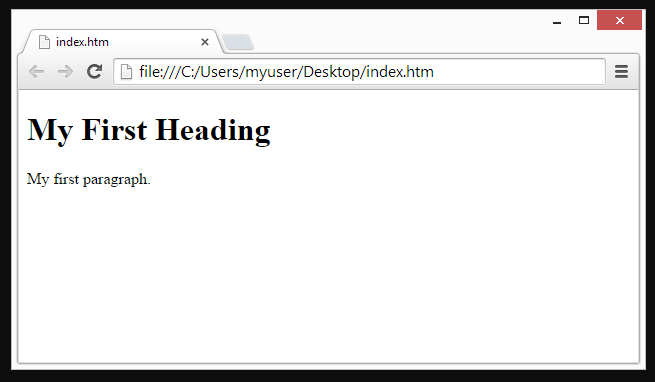 index.htm
file:///C:/Users/myuser/Desktop/index.htm
My First Heading
My first paragraph.